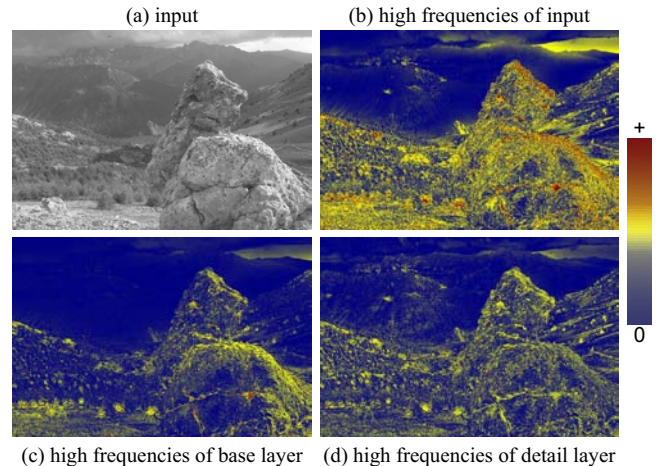 (a) input
(b) high frequencies of input
+
0
(c) high frequencies of base layer
(d) high frequencies of detail layer